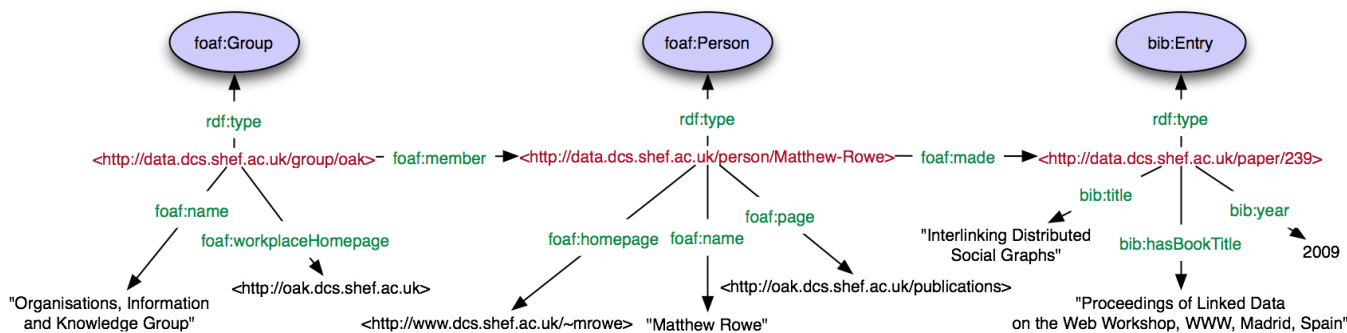 foaf:Group
foaf:Person
bib:Entry
rdf:type
rdf:type
rdf:type
<http://data.dcs.shef.ac.uk/group/oak>
foaf:member
<http://data.dcs.shef.ac.uk/person/Matthew-Rowe>
foaf:made
<http://data.dcs.shef.ac.uk/paper/239>
foaf:name
foaf:workplaceHomepage
foaf:homepage
foaf:name
foaf:page
bib:title
bib:hasBookTitle
bib:year
"Organisations, Information
and Knowledge Group"
<http://oak.dcs.shef.ac.uk>
<http://www.dcs.shef.ac.uk/~mrowe>
"Matthew Rowe"
<http://oak.dcs.shef.ac.uk/publications>
"Interlinking Distributed
Social Graphs"
"Proceedings of Linked Data
on the Web Workshop, WWW, Madrid, Spain"
2009